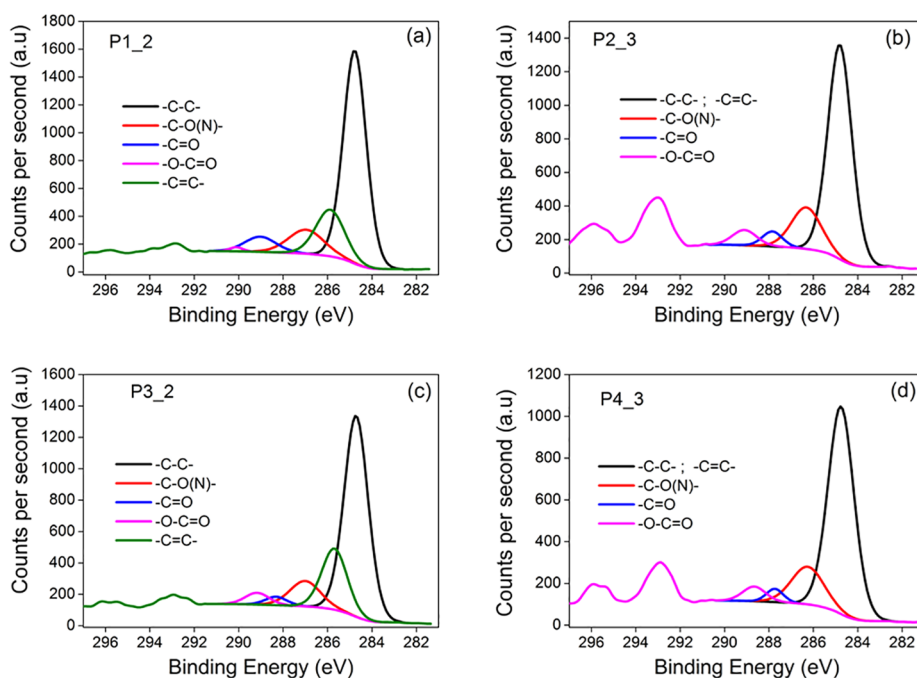 P1_2
(a)
-C-C-
-C-O(N)-
-C=O
-O-C=O
-C=C-
Counts per second (a.u)
1800
1600
1400
1200
1000
800
600
400
200
0
296 294 292 290 288 286 284 282
Binding Energy (eV)
P2_3
(b)
-C-C- ; -C=C-
-C-O(N)-
-C=O
-O-C=O
Counts per second (a.u)
1400
1200
1000
800
600
400
200
0
296 294 292 290 288 286 284 282
Binding Energy (eV)
P3_2
(c)
-C-C-
-C-O(N)-
-C=O
-O-C=O
-C=C-
Counts per second (a.u)
1600
1400
1200
1000
800
600
400
200
0
296 294 292 290 288 286 284 282
Binding Energy (eV)
P4_3
(d)
-C-C- ; -C=C-
-C-O(N)-
-C=O
-O-C=O
Counts per second (a.u)
1200
1000
800
600
400
200
0
296 294 292 290 288 286 284 282
Binding Energy (eV)